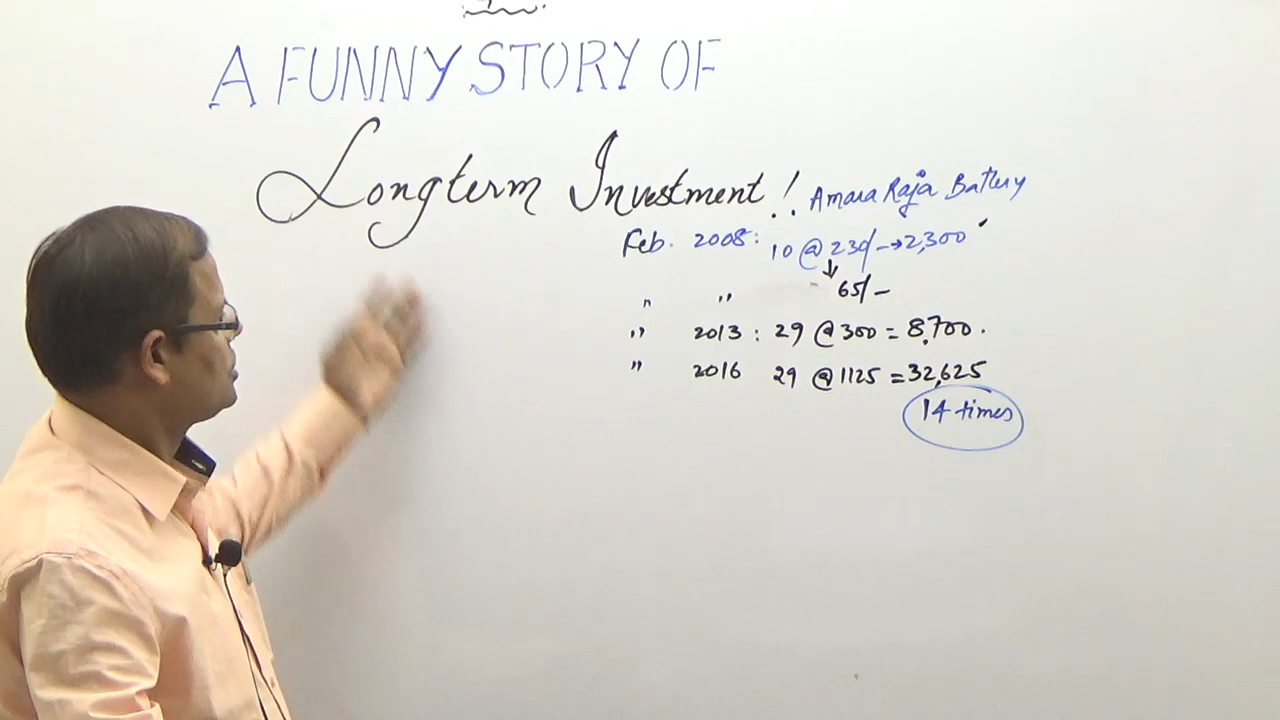 A FUNNY STORY OF
Longterm Investment!! Amara Raja Battery
Feb. 2008: 10 @ 230/- → 2,300
" " 65/-
" 2013 : 29 @ 300 = 8,700.
" 2016 29 @ 1125 = 32,625
14 times